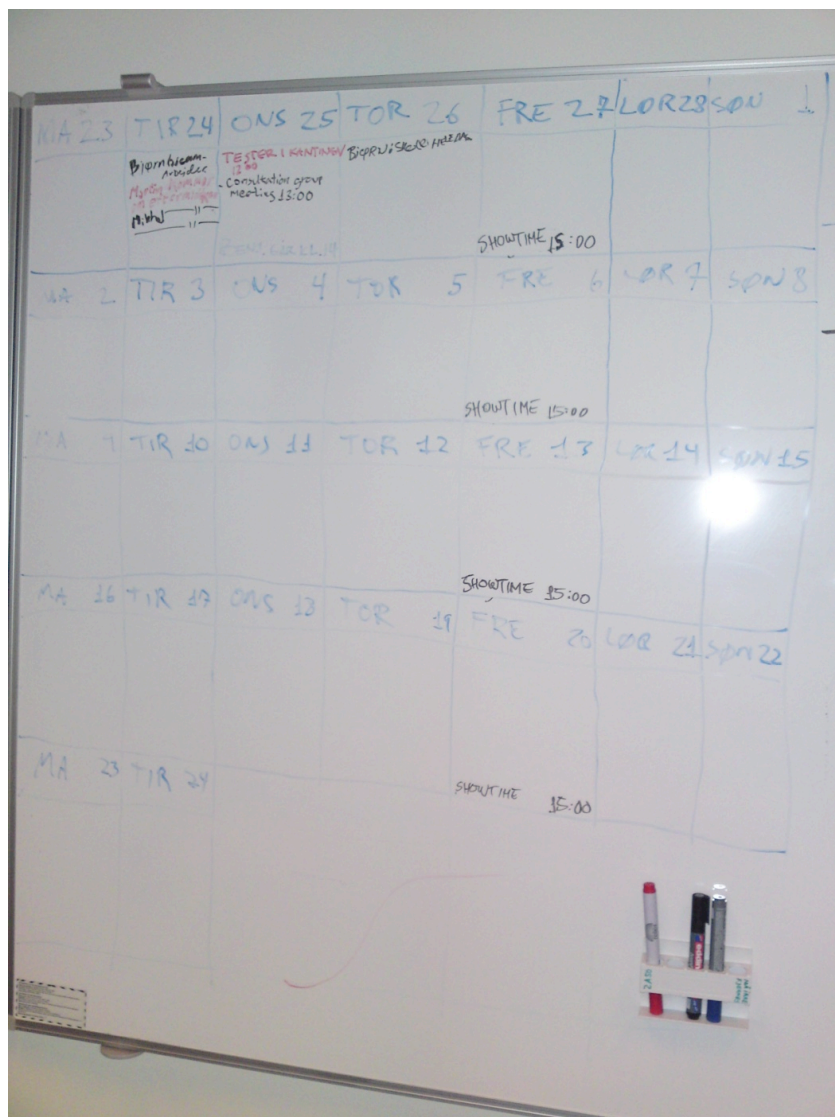 MA 23 TIR 24 ONS 25 TOR 26 FRE 27 LØR 28 SØN 1
TESTER I KANTINEN
12:00
- Consultation group
meeting 13:00
SHOWTIME 15:00
MA 2 TIR 3 ONS 4 TOR 5 FRE 6 LØR 7 SØN 8
SHOWTIME 15:00
MA TIR 10 ONS 11 TOR 12 FRE 13 LØR 14 SØN 15
SHOWTIME 15:00
MA 16 TIR 17 ONS 18 TOR 19 FRE 20 LØR 21 SØN 22
SHOWTIME 15:00
MA 23 TIR 24